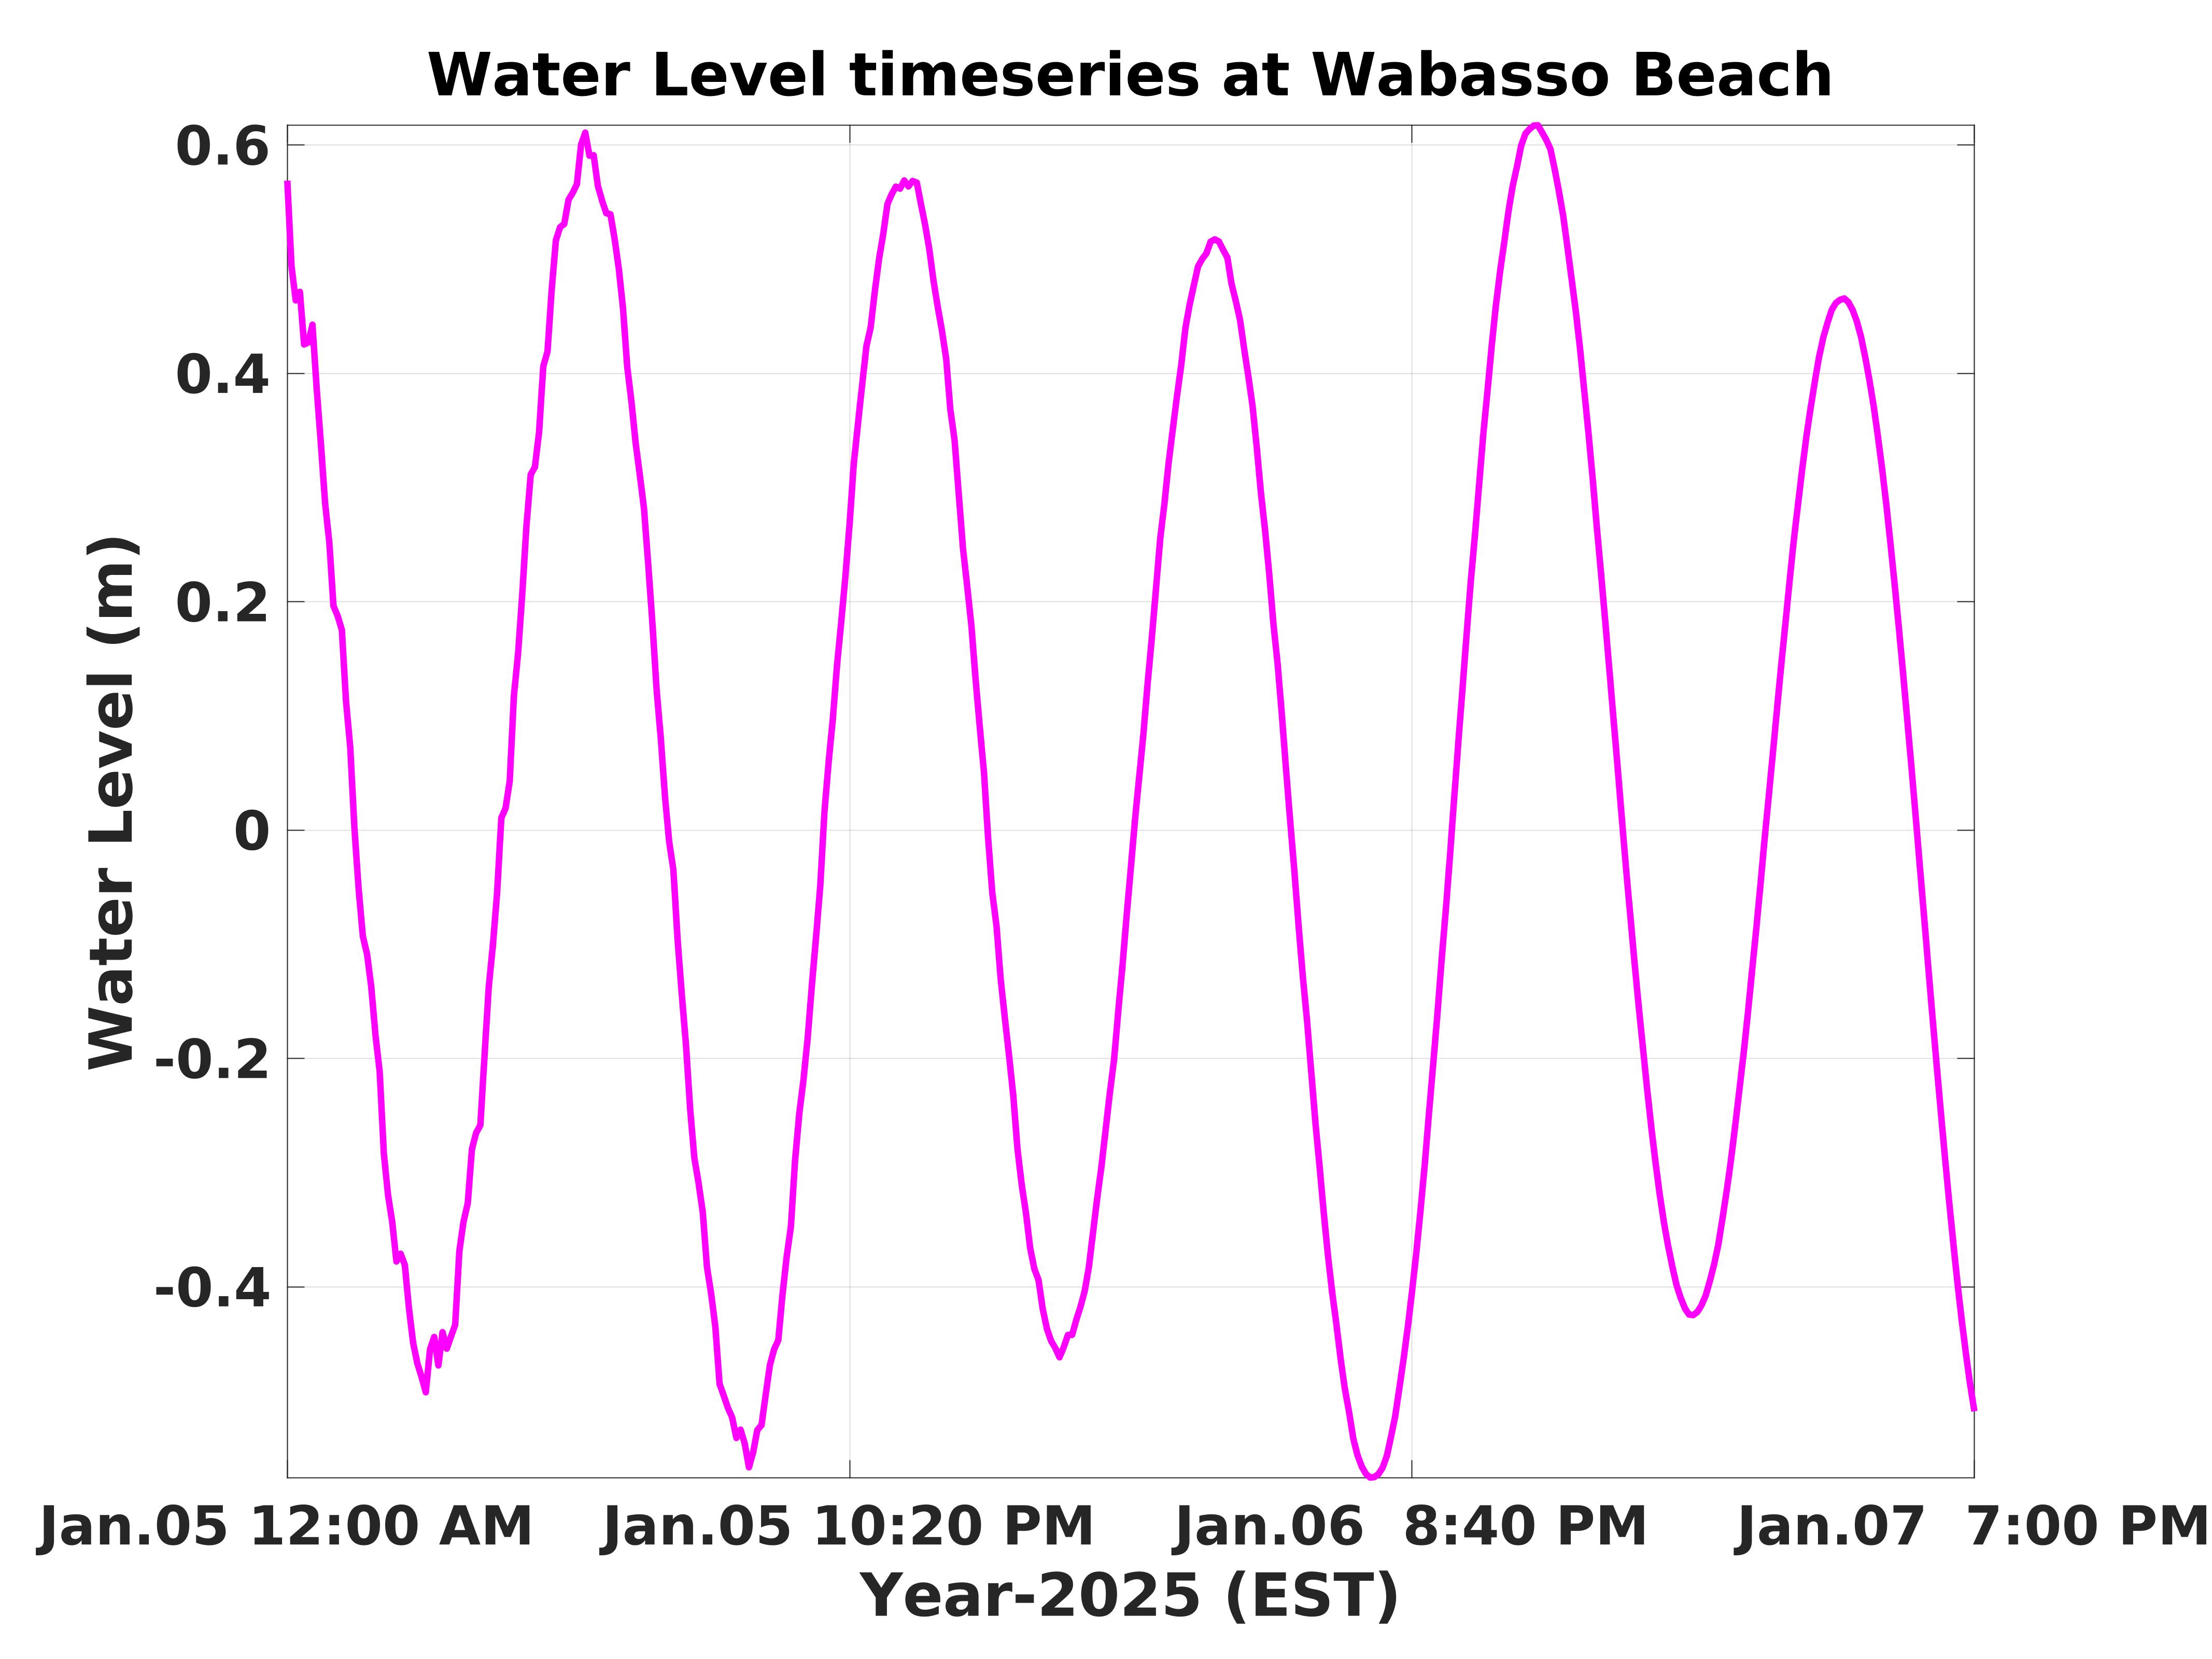 Water Level timeseries at Wabasso Beach
Water Level (m)
0.6
0.4
0.2
0
-0.2
-0.4
Jan.05 12:00 AM
Jan.05 10:20 PM
Jan.06  8:40 PM
Jan.07  7:00 PM
Year-2025 (EST)